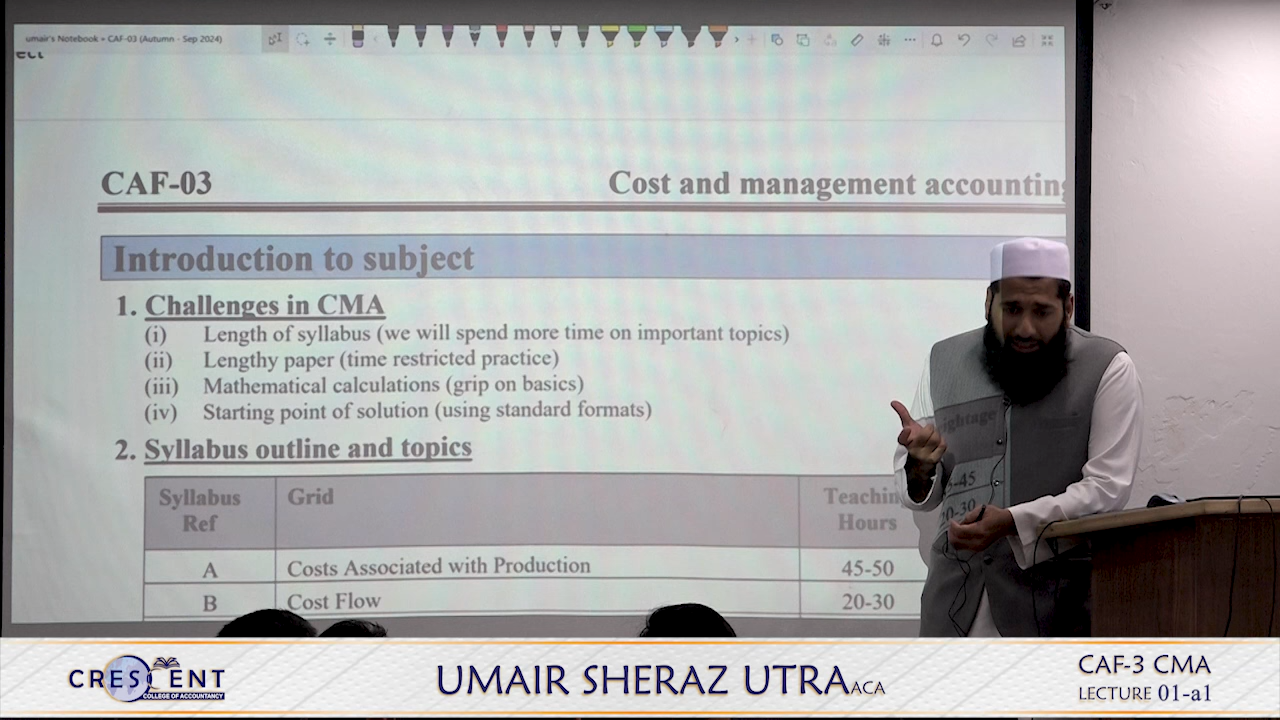 umair's Notebook > CAF-03 (Autumn - Sep 2024)
CAF-03 Cost and management accounting
Introduction to subject
1. Challenges in CMA
(i) Length of syllabus (we will spend more time on important topics)
(ii) Lengthy paper (time restricted practice)
(iii) Mathematical calculations (grip on basics)
(iv) Starting point of solution (using standard formats)
2. Syllabus outline and topics
Syllabus Ref Grid Teaching Hours
A Costs Associated with Production 45-50
B Cost Flow 20-30 20-30
CRESCENT
COLLEGE OF ACCOUNTANCY
UMAIR SHERAZ UTRA ACA
CAF-3 CMA
LECTURE 01-a1